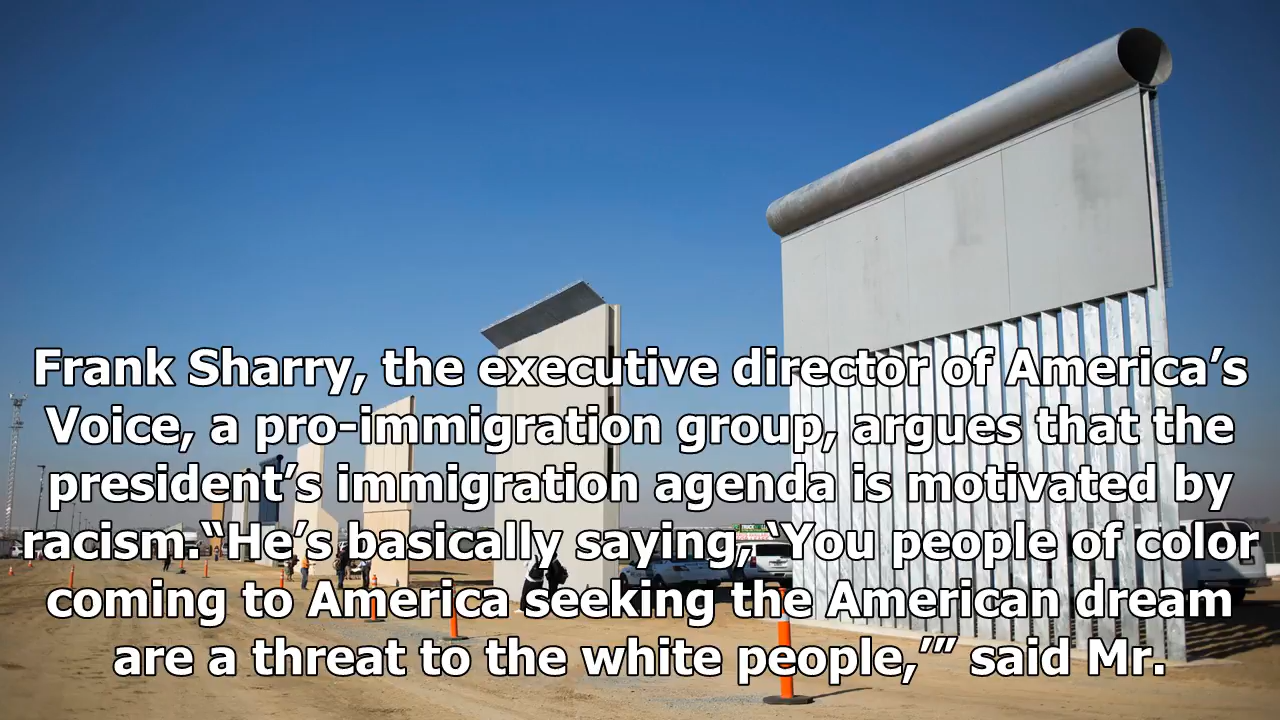 Frank Sharry, the executive director of America’s
Voice, a pro-immigration group, argues that the
president’s immigration agenda is motivated by
racism.“He’s basically saying, ‘You people of color
coming to America seeking the American dream
are a threat to the white people,’” said Mr.